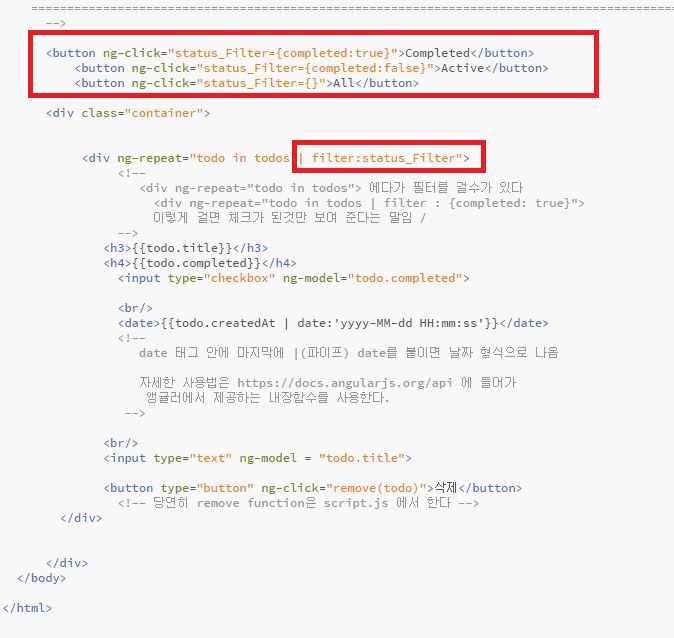 ================================================================================
-->
<button ng-click="status_Filter={completed:true}">Completed</button>
<button ng-click="status_Filter={completed:false}">Active</button>
<button ng-click="status_Filter={}">All</button>
<div class="container">
<div ng-repeat="todo in todos | filter:status_Filter">
<!--
<div ng-repeat="todo in todos"> 에다가 필터를 걸수가 있다
<div ng-repeat="todo in todos | filter : {completed: true}">
이렇게 걸면 체크가 된것만 보여 준다는 말임 /
-->
<h3>{{todo.title}}</h3>
<h4>{{todo.completed}}</h4>
<input type="checkbox" ng-model="todo.completed">
<br/>
<date>{{todo.createdAt | date:'yyyy-MM-dd HH:mm:ss'}}</date>
<!--
date 태그 안에 마지막에 |(파이프) date를 붙이면 날짜 형식으로 나옴
자세한 사용법은 https://docs.angularjs.org/api 에 들어가
앵귤러에서 제공하는 내장함수를 사용한다.
-->
<br/>
<input type="text" ng-model = "todo.title">
<button type="button" ng-click="remove(todo)">삭제</button>
<!-- 당연히 remove function은 script.js 에서 한다 -->
</div>
</div>
</body>
</html>